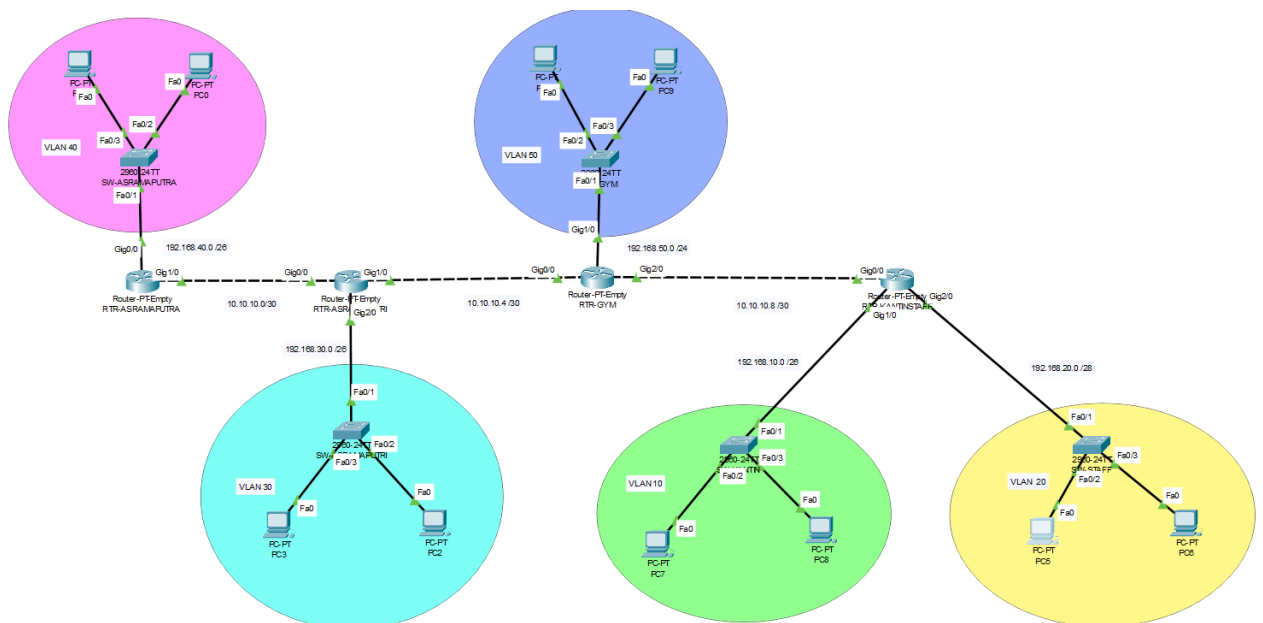 PC-PT
Fa0
PC-PT
PC0
Fa0
Fa0/3
Fa0/2
VLAN 40
SW-ASRAMAPUTRA
Fa0/1
Gig0/0
192.168.40.0 /26
Gig1/0
Router-PT-Empty
RTR-ASRAMAPUTRA
10.10.10.0/30
PC-PT
Fa0
PC-PT
PC9
Fa0
Fa0/2
Fa0/3
VLAN 50
GYM
Fa0/1
Gig1/0
192.168.50.0 /24
Gig0/0
Gig1/0
Router-PT-Empty
Gig2/0
10.10.10.4 /30
Gig0/0
Gig2/0
Router-PT-Empty
RTR-GYM
10.10.10.8 /30
Gig0/0
Router-PT-Empty
Gig2/0
Gig1/0
192.168.30.0 /26
Fa0/1
Fa0/2
Fa0/3
VLAN 30
Fa0
PC-PT
PC3
Fa0
PC-PT
PC2
192.168.10.0 /26
Fa0/1
Fa0/3
Fa0/2
VLAN 10
Fa0
PC-PT
PC7
Fa0
PC-PT
PC8
192.168.20.0 /28
Fa0/1
Fa0/3
SW-STAFF
Fa0/2
VLAN 20
Fa0
PC-PT
PC5
Fa0
PC-PT
PC6